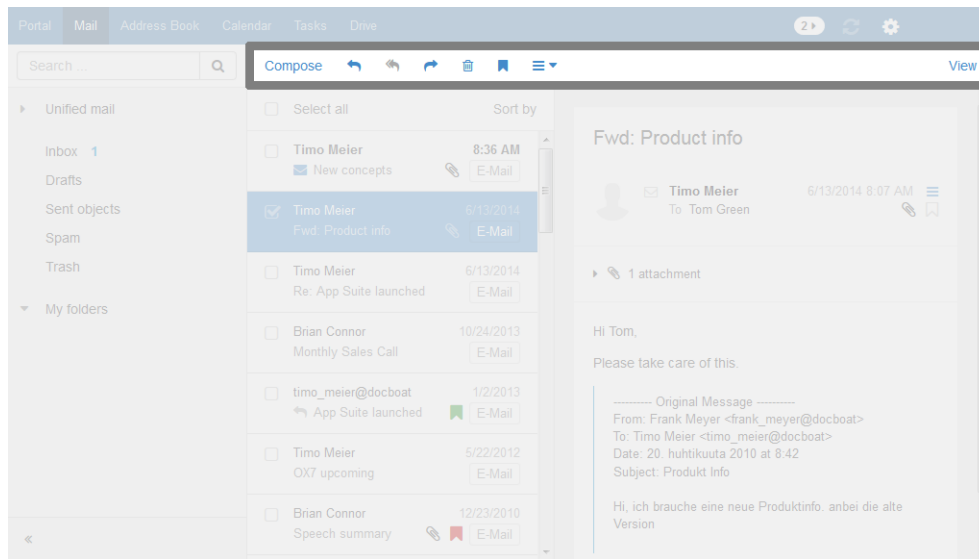 Portal Mail Address Book Calendar Tasks Drive 2
Search ...
Compose View
Unified mail
Inbox 1
Drafts
Sent objects
Spam
Trash
My folders
Select all Sort by
Timo Meier 8:36 AM
New concepts E-Mail
Timo Meier 6/13/2014
Fwd: Product info E-Mail
Timo Meier 6/13/2014
Re: App Suite launched E-Mail
Brian Connor 10/24/2013
Monthly Sales Call E-Mail
timo_meier@docboat 1/2/2013
App Suite launched E-Mail
Timo Meier 5/22/2012
OX7 upcoming E-Mail
Brian Connor 12/23/2010
Speech summary E-Mail
Fwd: Product info
Timo Meier 6/13/2014 8:07 AM
To Tom Green
1 attachment
Hi Tom,
Please take care of this.
---------- Original Message ----------
From: Frank Meyer <frank_meyer@docboat>
To: Timo Meier <timo_meier@docboat>
Date: 20. huhtikuuta 2010 at 8:42
Subject: Produkt Info
Hi, ich brauche eine neue Produktinfo. anbei die alte
Version